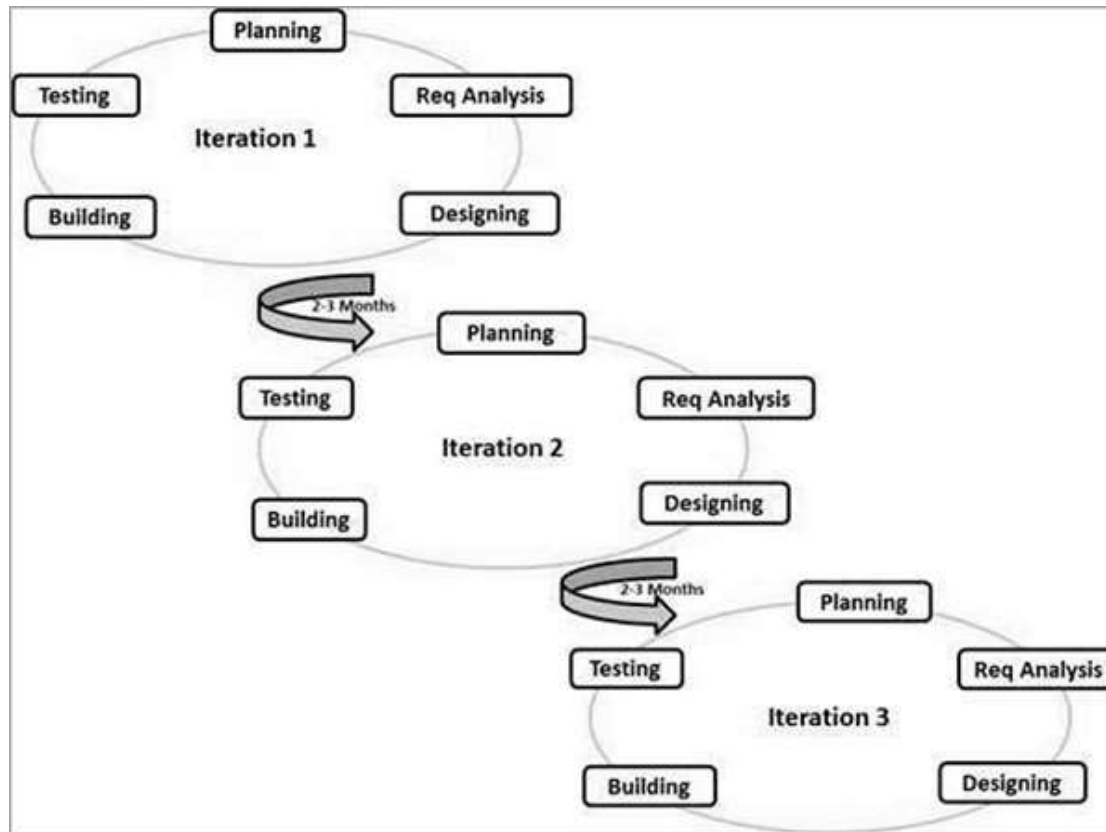 Planning
Testing
Req Analysis
Iteration 1
Building
Designing
2-3 Months
Planning
Testing
Req Analysis
Iteration 2
Building
Designing
2-3 Months
Planning
Testing
Req Analysis
Iteration 3
Building
Designing